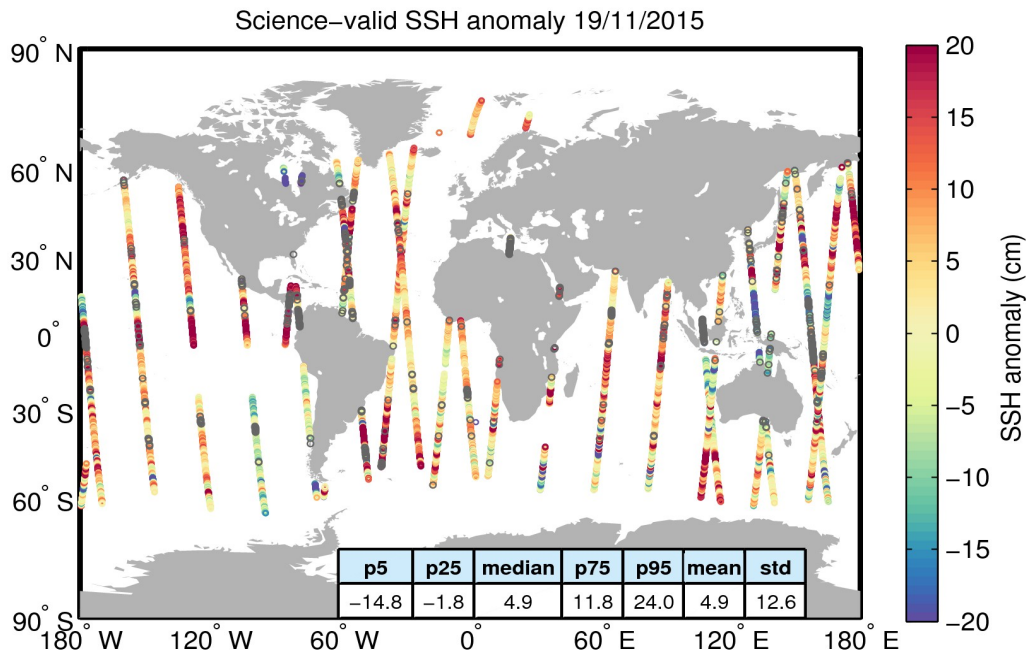 Science−valid SSH anomaly 19/11/2015
90° N
60° N
30° N
0°
30° S
60° S
90° S
180° W
120° W
60° W
0°
60° E
120° E
180° E
p5 p25 median p75 p95 mean std
−14.8 −1.8 4.9 11.8 24.0 4.9 12.6
20
15
10
5
0
−5
−10
−15
−20
SSH anomaly (cm)